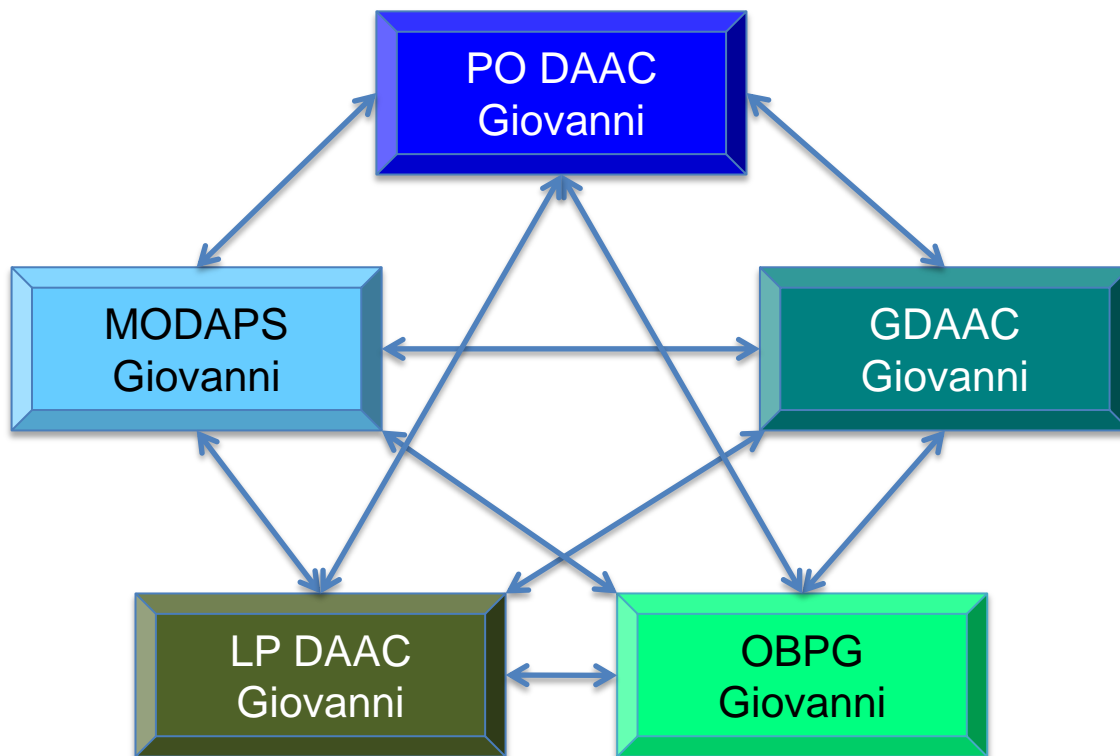 PO DAAC
Giovanni
MODAPS
Giovanni
GDAAC
Giovanni
LP DAAC
Giovanni
OBPG
Giovanni